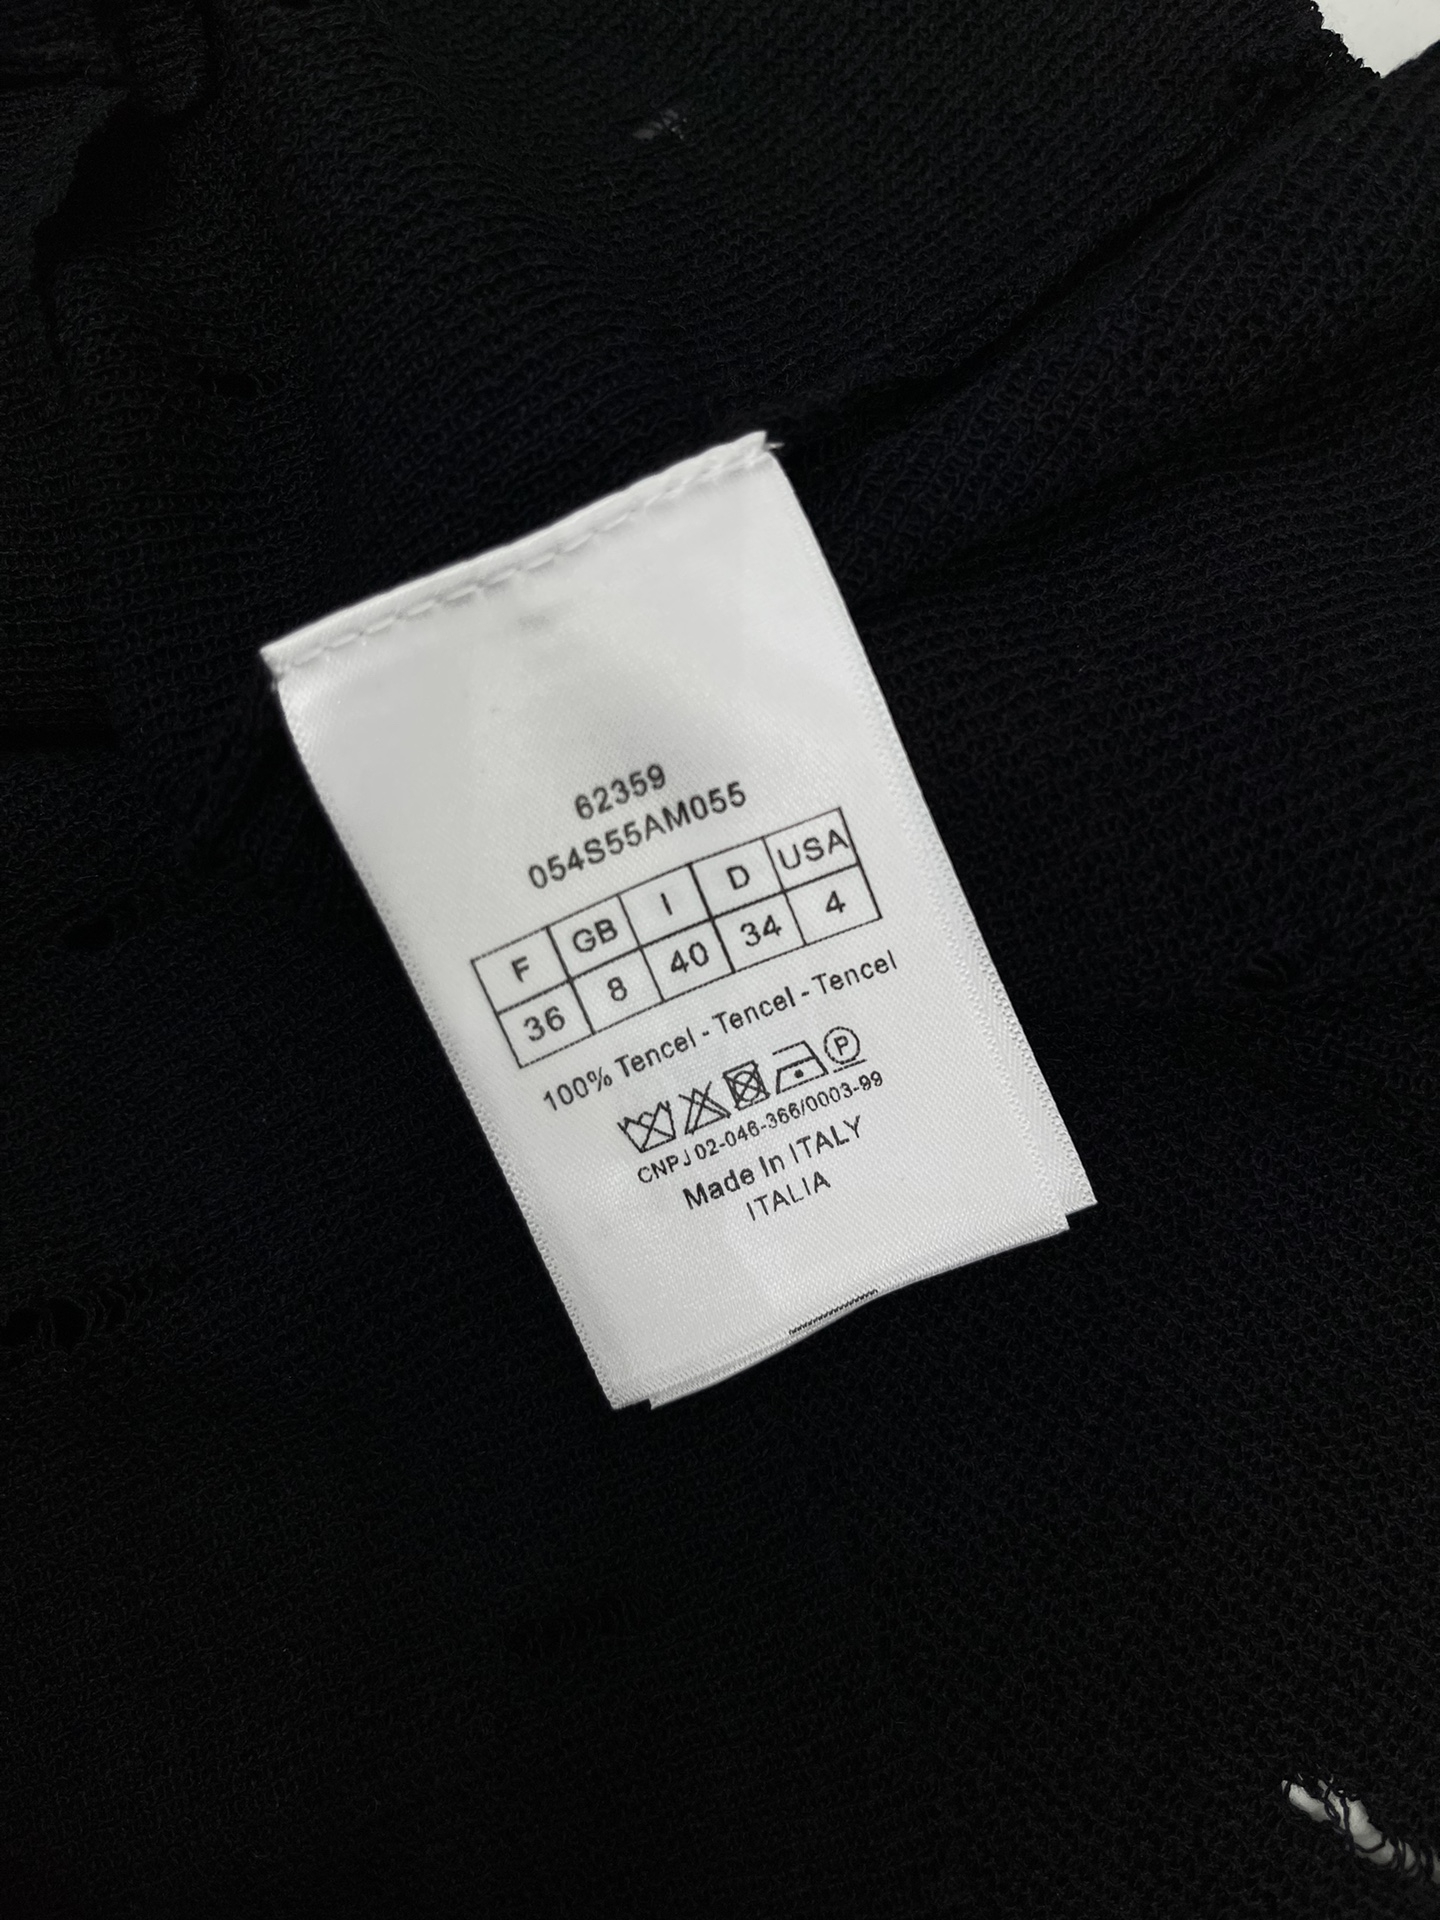 62359
054S55AM055
F GB I D USA
36 8 40 34 4
100% Tencel - Tencel - Tencel
P
CNPJ 02-046-366/0003-99
Made In ITALY
ITALIA